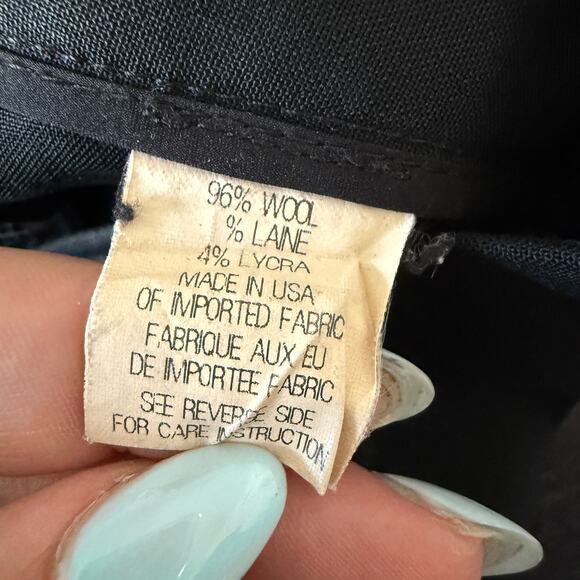 96% WOOL
% LAINE
4% LYCRA
MADE IN USA
OF IMPORTED FABRIC
FABRIQUE AUX EU
DE IMPORTEE FABRIC
SEE REVERSE SIDE
FOR CARE INSTRUCTION